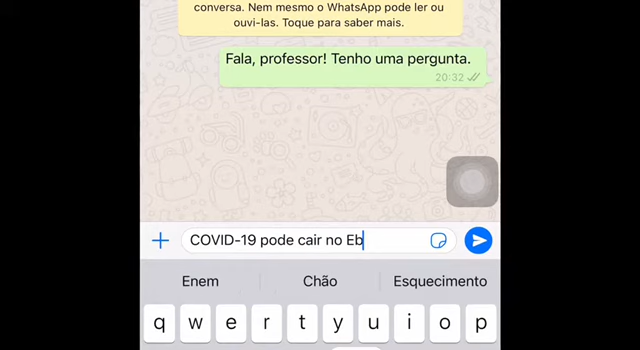 conversa. Nem mesmo o WhatsApp pode ler ou
ouvi-las. Toque para saber mais.
Fala, professor! Tenho uma pergunta.
20:32
COVID-19 pode cair no Eb
Enem Chão Esquecimento
q w e r t y u i o p